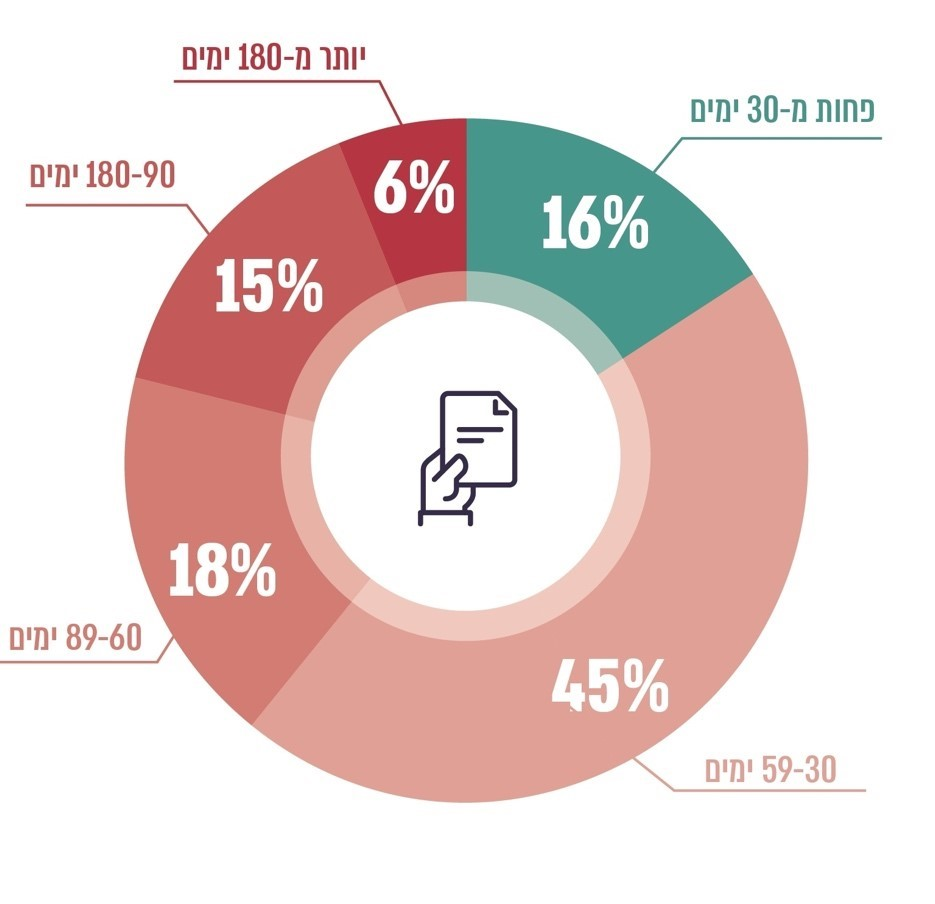 יותר מ-180 ימים
פחות מ-30 ימים
6%
16%
180-90 ימים
15%
18%
89-60 ימים
45%
59-30 ימים